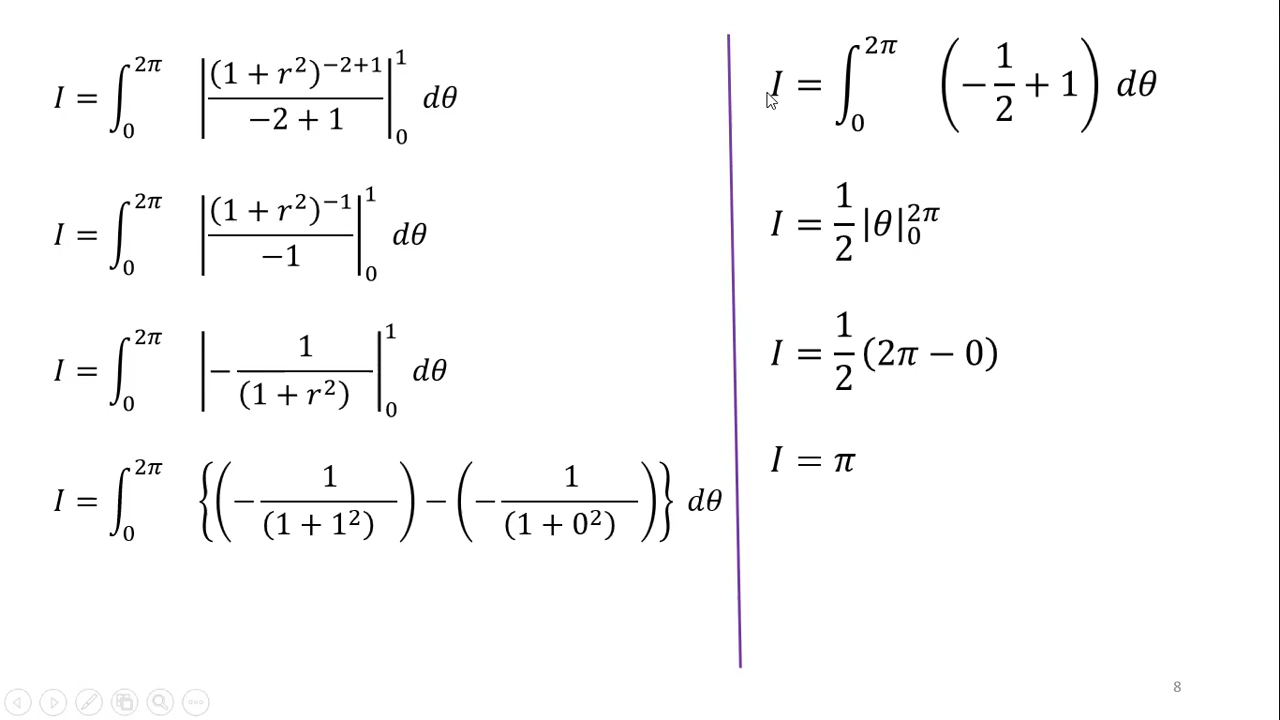 I = ∫₀^{2π} |(1 + r²)^{−2+1} / (−2 + 1)|₀¹ dθ
I = ∫₀^{2π} |(1 + r²)^{−1} / (−1)|₀¹ dθ
I = ∫₀^{2π} |− 1 / (1 + r²)|₀¹ dθ
I = ∫₀^{2π} {(− 1 / (1 + 1²)) − (− 1 / (1 + 0²))} dθ
I = ∫₀^{2π} (− 1/2 + 1) dθ
I = 1/2 |θ|₀^{2π}
I = 1/2 (2π − 0)
I = π
8